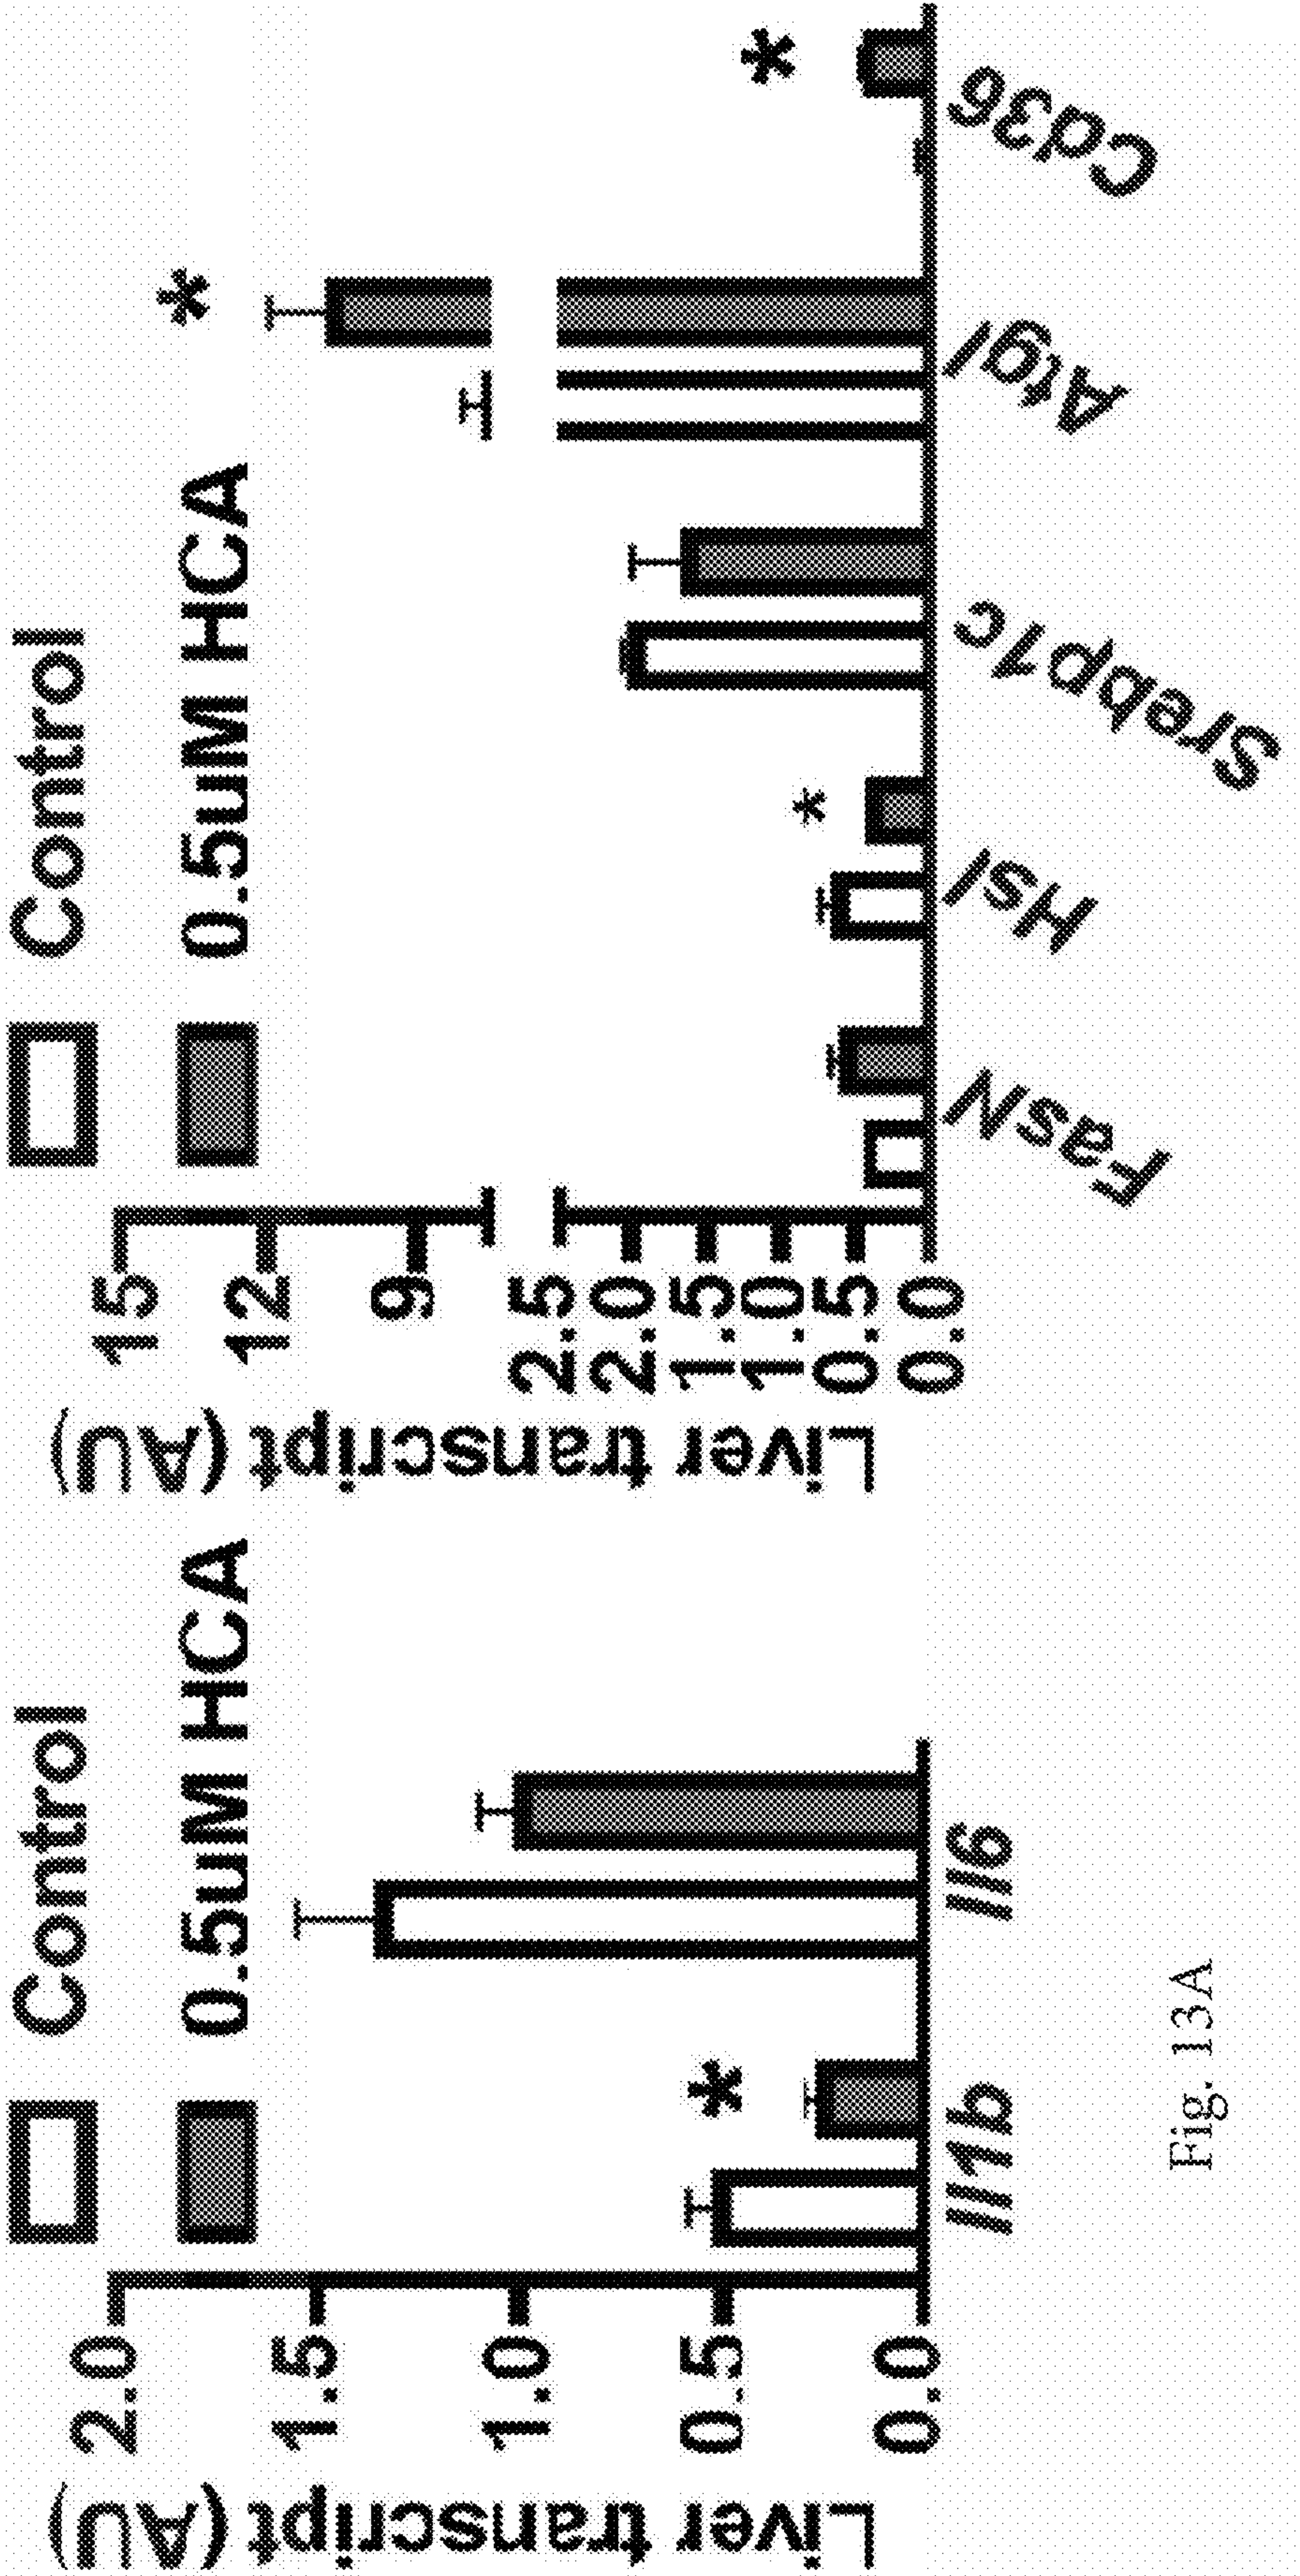 Control
0.5uM HCA
Liver transcript (AU)
2.0
1.5
1.0
0.5
0.0
*
Il1b
Il6
Control
0.5uM HCA
Liver transcript (AU)
15
12
9
2.5
2.0
1.5
1.0
0.5
0.0
*
*
*
FasN
Hsl
Srebp1c
Atgl
Cd36
Fig. 13A